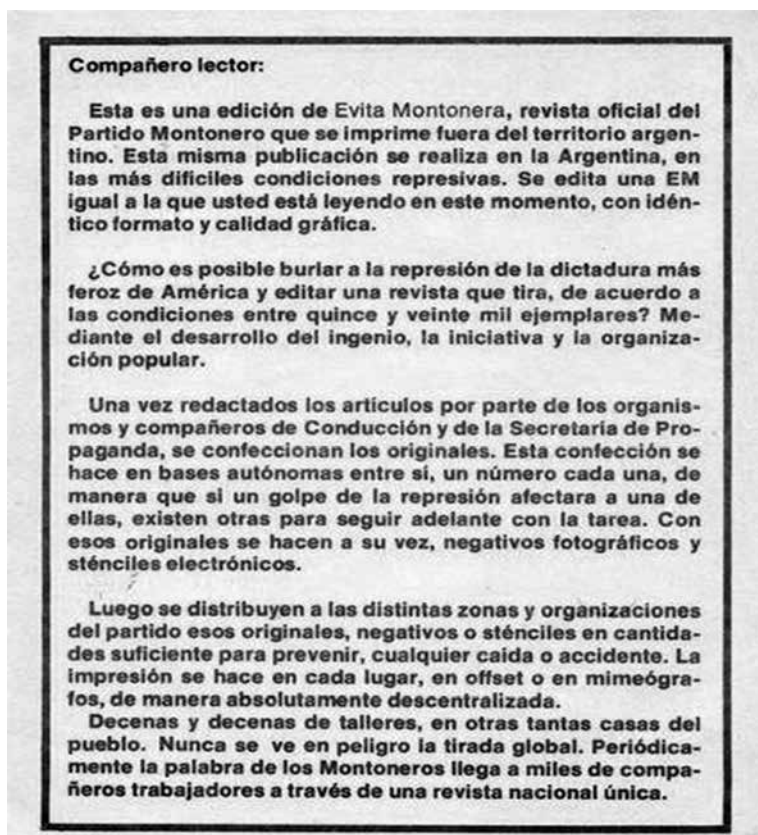 Compañero lector:
Esta es una edición de Evita Montonera, revista oficial del
Partido Montonero que se imprime fuera del territorio argen-
tino. Esta misma publicación se realiza en la Argentina, en
las más dificiles condiciones represivas. Se edita una EM
igual a la que usted está leyendo en este momento, con idén-
tico formato y calidad gráfica.
¿Cómo es posible burlar a la represión de la dictadura más
feroz de América y editar una revista que tira, de acuerdo a
las condiciones entre quince y veinte mil ejemplares? Me-
diante el desarrollo del ingenio, la iniciativa y la organiza-
ción popular.
Una vez redactados los artículos por parte de los organis-
mos y compañeros de Conducción y de la Secretaría de Pro-
paganda, se confeccionan los originales. Esta confección se
hace en bases autónomas entre sí, un número cada una, de
manera que si un golpe de la represión afectara a una de
ellas, existen otras para seguir adelante con la tarea. Con
esos originales se hacen a su vez, negativos fotográficos y
sténciles electrónicos.
Luego se distribuyen a las distintas zonas y organizaciones
del partido esos originales, negativos o sténciles en cantida-
des suficiente para prevenir, cualquier caida o accidente. La
impresión se hace en cada lugar, en offset o en mimeógra-
fos, de manera absolutamente descentralizada.
Decenas y decenas de talleres, en otras tantas casas del
pueblo. Nunca se ve en peligro la tirada global. Periódica-
mente la palabra de los Montoneros llega a miles de compa-
ñeros trabajadores a través de una revista nacional única.